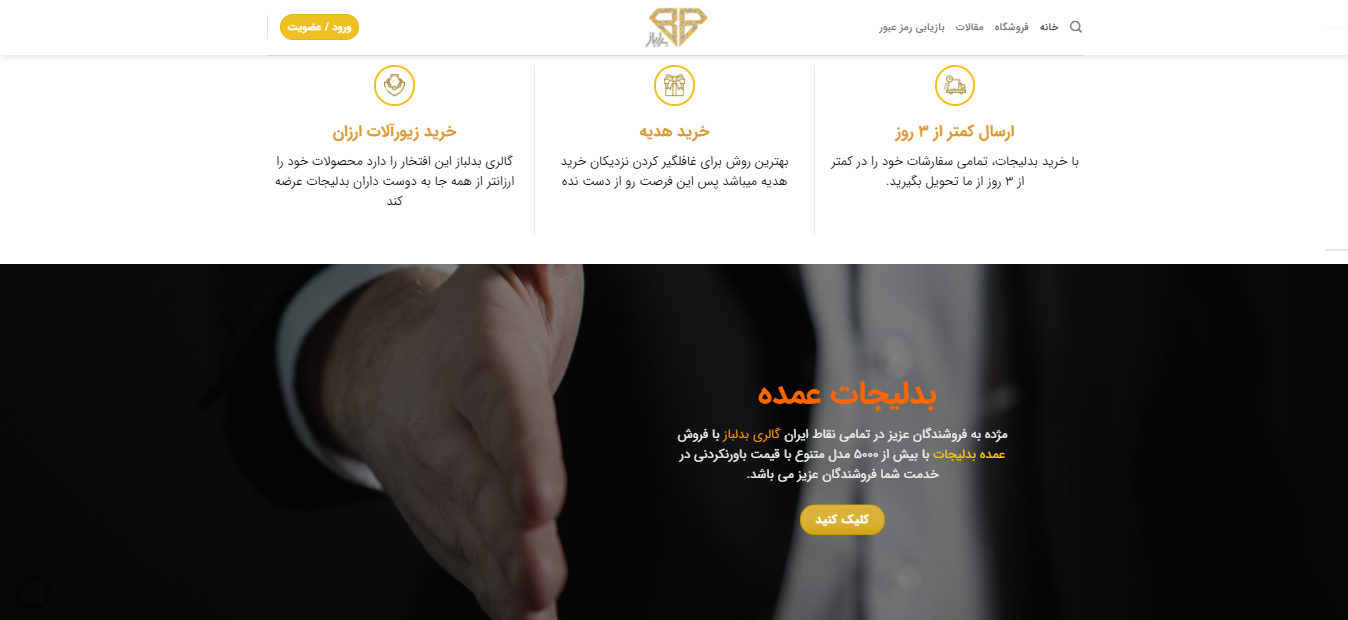 خانه
فروشگاه
مقالات
بازیابی رمز عبور
بدلباز
ورود / عضویت
ارسال کمتر از ۳ روز
با خرید بدلیجات، تمامی سفارشات خود را در کمتر
از ۳ روز از ما تحویل بگیرید.
خرید هدیه
بهترین روش برای غافلگیر کردن نزدیکان خرید
هدیه میباشد پس این فرصت رو از دست نده
خرید زیورآلات ارزان
گالری بدلباز این افتخار را دارد محصولات خود را
ارزانتر از همه جا به دوست داران بدلیجات عرضه
کند
بدلیجات عمده
مژده به فروشندگان عزیز در تمامی نقاط ایران گالری بدلباز با فروش
عمده بدلیجات با بیش از ۵۰۰۰ مدل متنوع با قیمت باورنکردنی در
خدمت شما فروشندگان عزیز می باشد.
کلیک کنید